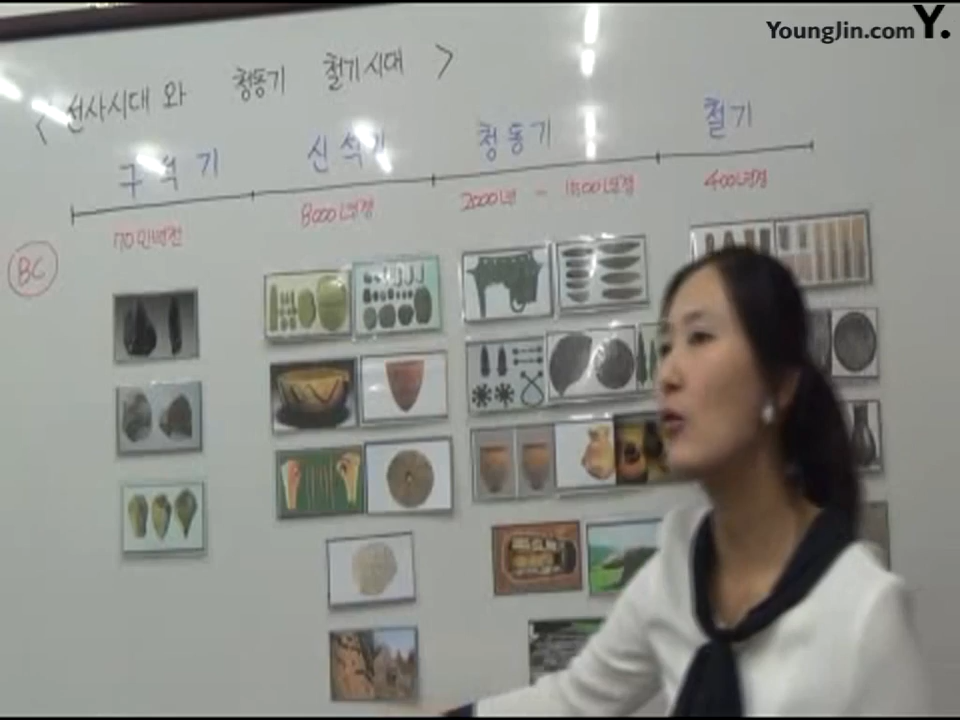 YoungJin.com Y.
< 선사시대 와 청동기 철기시대 >
구석기 신석기 청동기 철기
70만년전 8000년경 2000년 - 1500년경 400년경
BC